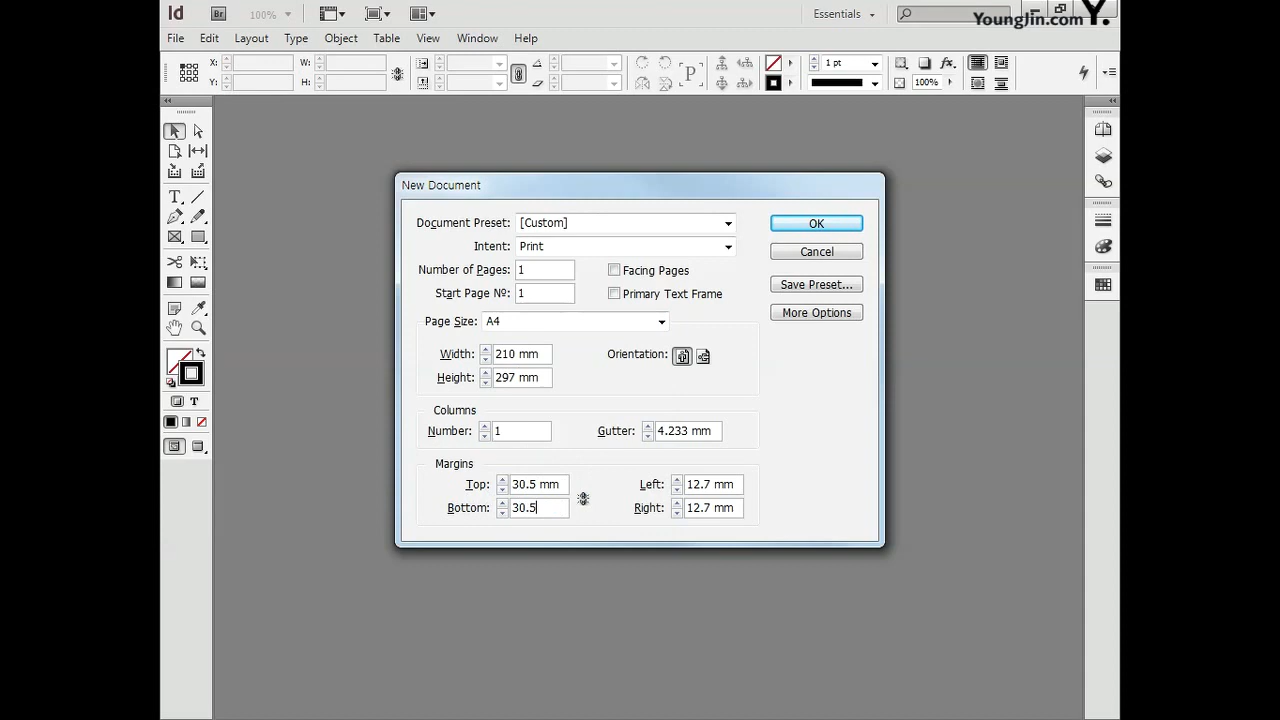 Id Br 100% Essentials YoungJin.com Y.
File Edit Layout Type Object Table View Window Help
X: W: 1 pt
Y: H: P 100%
New Document
Document Preset: [Custom] OK
Intent: Print Cancel
Number of Pages: 1 Facing Pages Save Preset...
Start Page Nº: 1 Primary Text Frame More Options
Page Size: A4
Width: 210 mm Orientation:
Height: 297 mm
Columns
Number: 1 Gutter: 4.233 mm
Margins
Top: 30.5 mm Left: 12.7 mm
Bottom: 30.5 Right: 12.7 mm
T
T